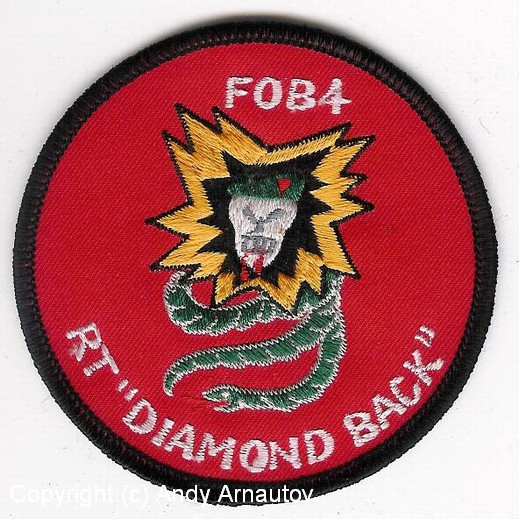 FOB4
RT "DIAMOND BACK"
Copyright (c) Andy Arnautov